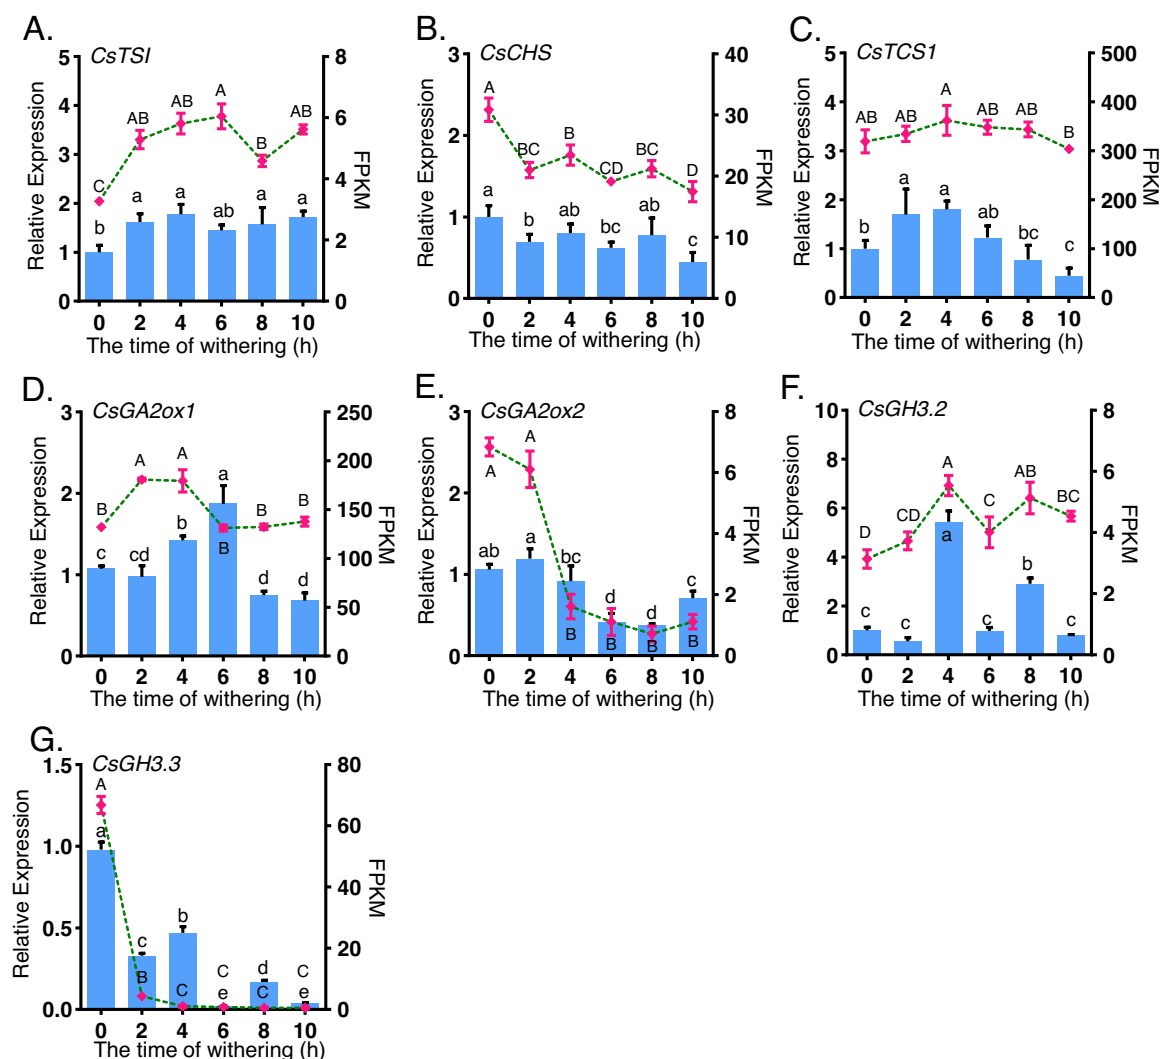 A.
CsTSI
Relative Expression
5
4
3
2
1
0
8
6
4
2
0
FPKM
C AB AB A B AB
b a a ab a a
0 2 4 6 8 10
The time of withering (h)
B.
CsCHS
Relative Expression
3
2
1
0
40
30
20
10
0
FPKM
A BC B CD BC D
a b ab bc ab c
0 2 4 6 8 10
The time of withering (h)
C.
CsTCS1
Relative Expression
5
4
3
2
1
0
500
400
300
200
100
0
FPKM
AB AB A AB AB B
b a a ab bc c
0 2 4 6 8 10
The time of withering (h)
D.
CsGA2ox1
Relative Expression
3
2
1
0
250
200
150
100
50
0
FPKM
B A A B B B
c cd b a d d
0 2 4 6 8 10
The time of withering (h)
E.
CsGA2ox2
Relative Expression
3
2
1
0
8
6
4
2
0
FPKM
A A B B B B
ab a bc d d c
0 2 4 6 8 10
The time of withering (h)
F.
CsGH3.2
Relative Expression
10
8
6
4
2
0
8
6
4
2
0
FPKM
D CD A C AB BC
c c a c b c
0 2 4 6 8 10
The time of withering (h)
G.
CsGH3.3
Relative Expression
1.5
1.0
0.5
0.0
80
60
40
20
0
FPKM
A B C C C C
a c b e d e
0 2 4 6 8 10
The time of withering (h)